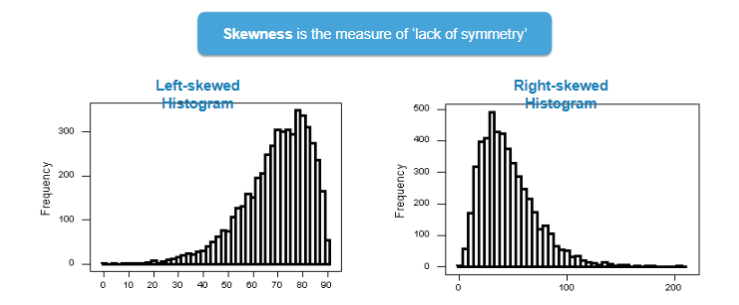 Skewness is the measure of ‘lack of symmetry’
Left-skewed
Histogram
Frequency
300
200
100
0
0 10 20 30 40 50 60 70 80 90
Right-skewed
Histogram
Frequency
500
400
300
200
100
0
0 100 200